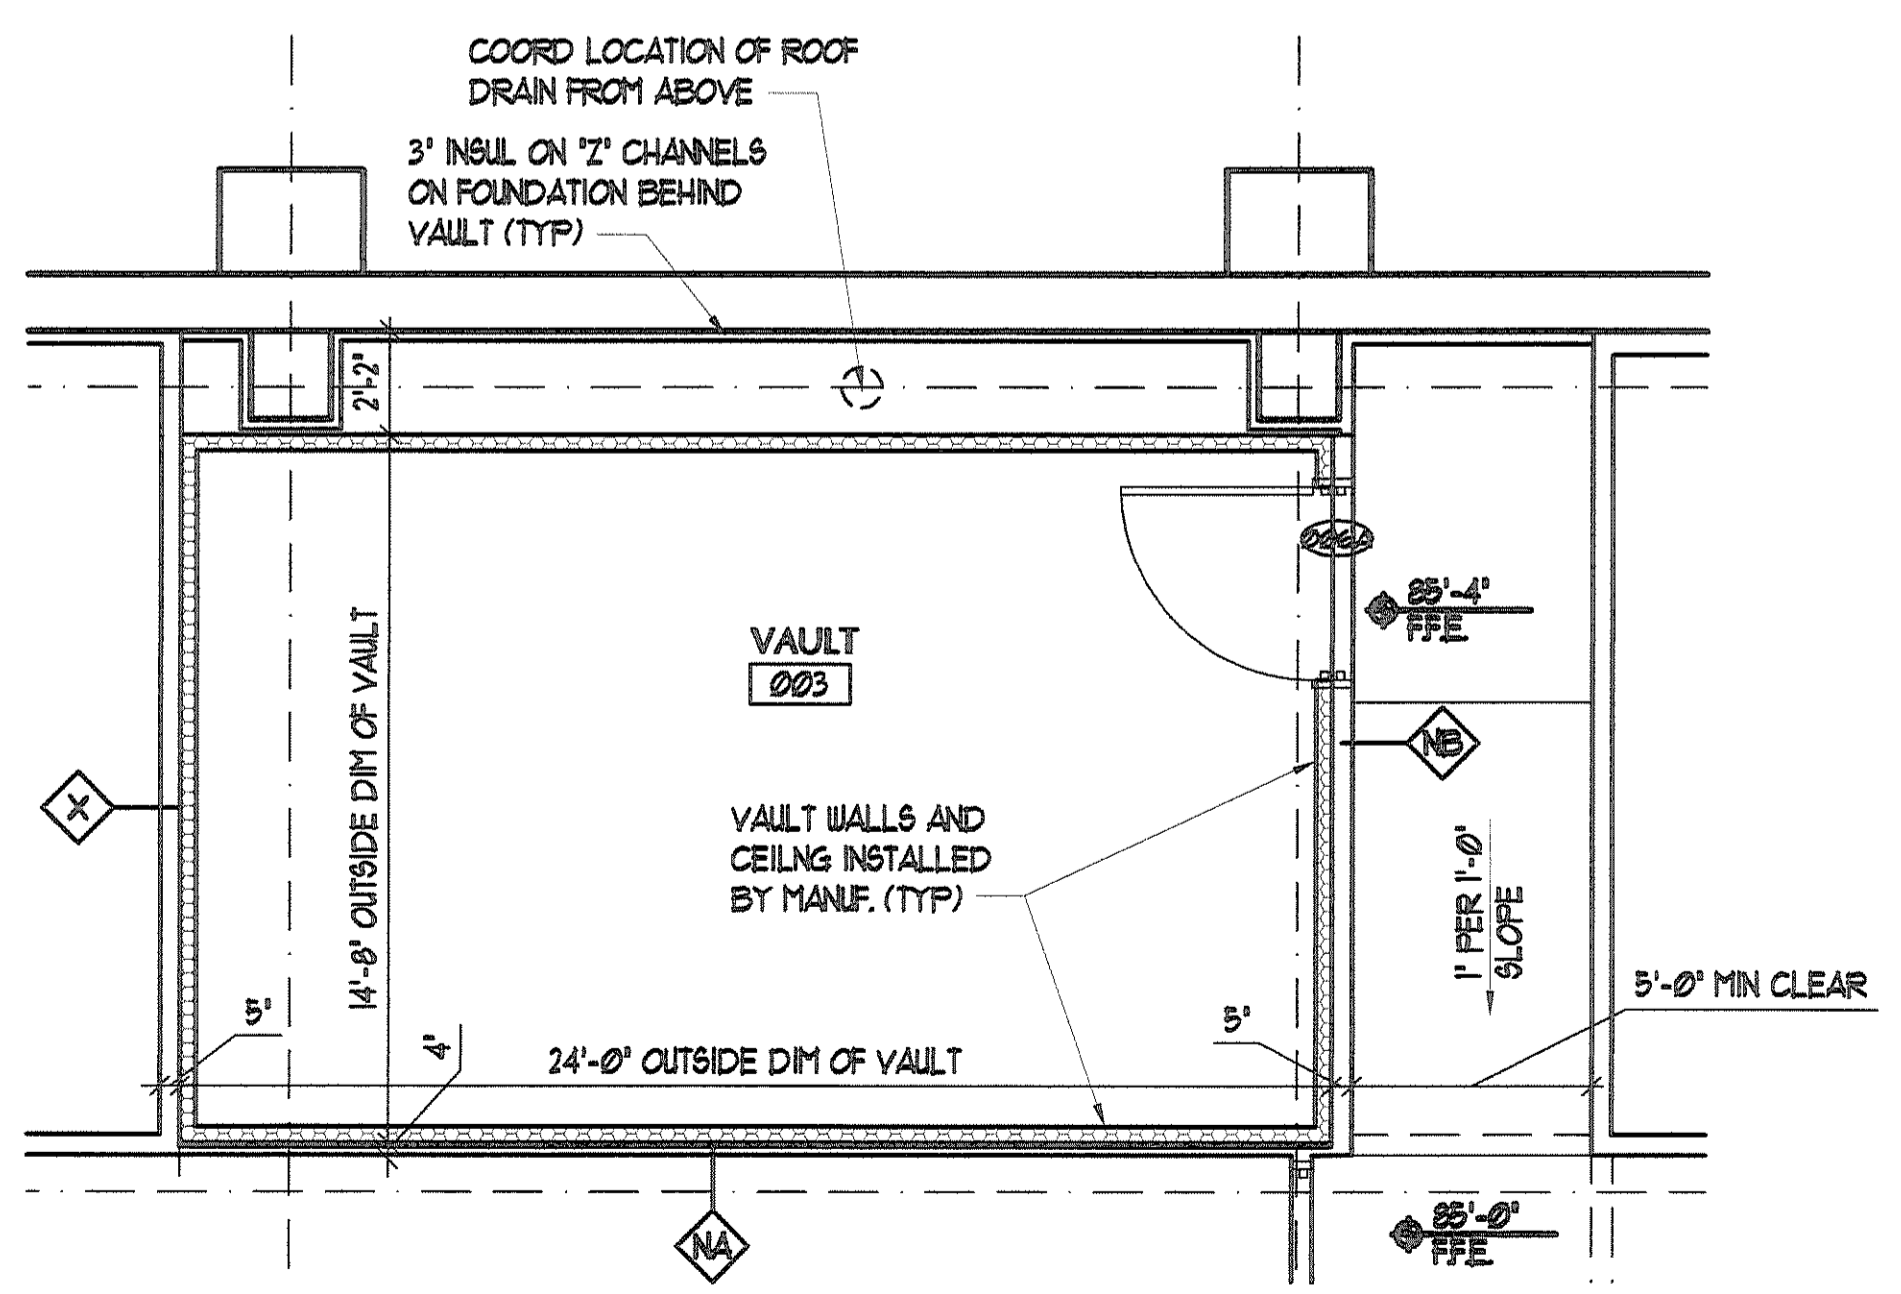 COORD LOCATION OF ROOF
DRAIN FROM ABOVE
3" INSUL ON "Z" CHANNELS
ON FOUNDATION BEHIND
VAULT (TYP)
2'-2"
006A
85'-4"
FFE
VAULT
003
14'-8" OUTSIDE DIM OF VAULT
NB
X
VAULT WALLS AND
CEILNG INSTALLED
BY MANUF. (TYP)
1" PER 1'-0"
SLOPE
5'-0" MIN CLEAR
5"
5"
4"
24'-0" OUTSIDE DIM OF VAULT
NA
85'-0"
FFE